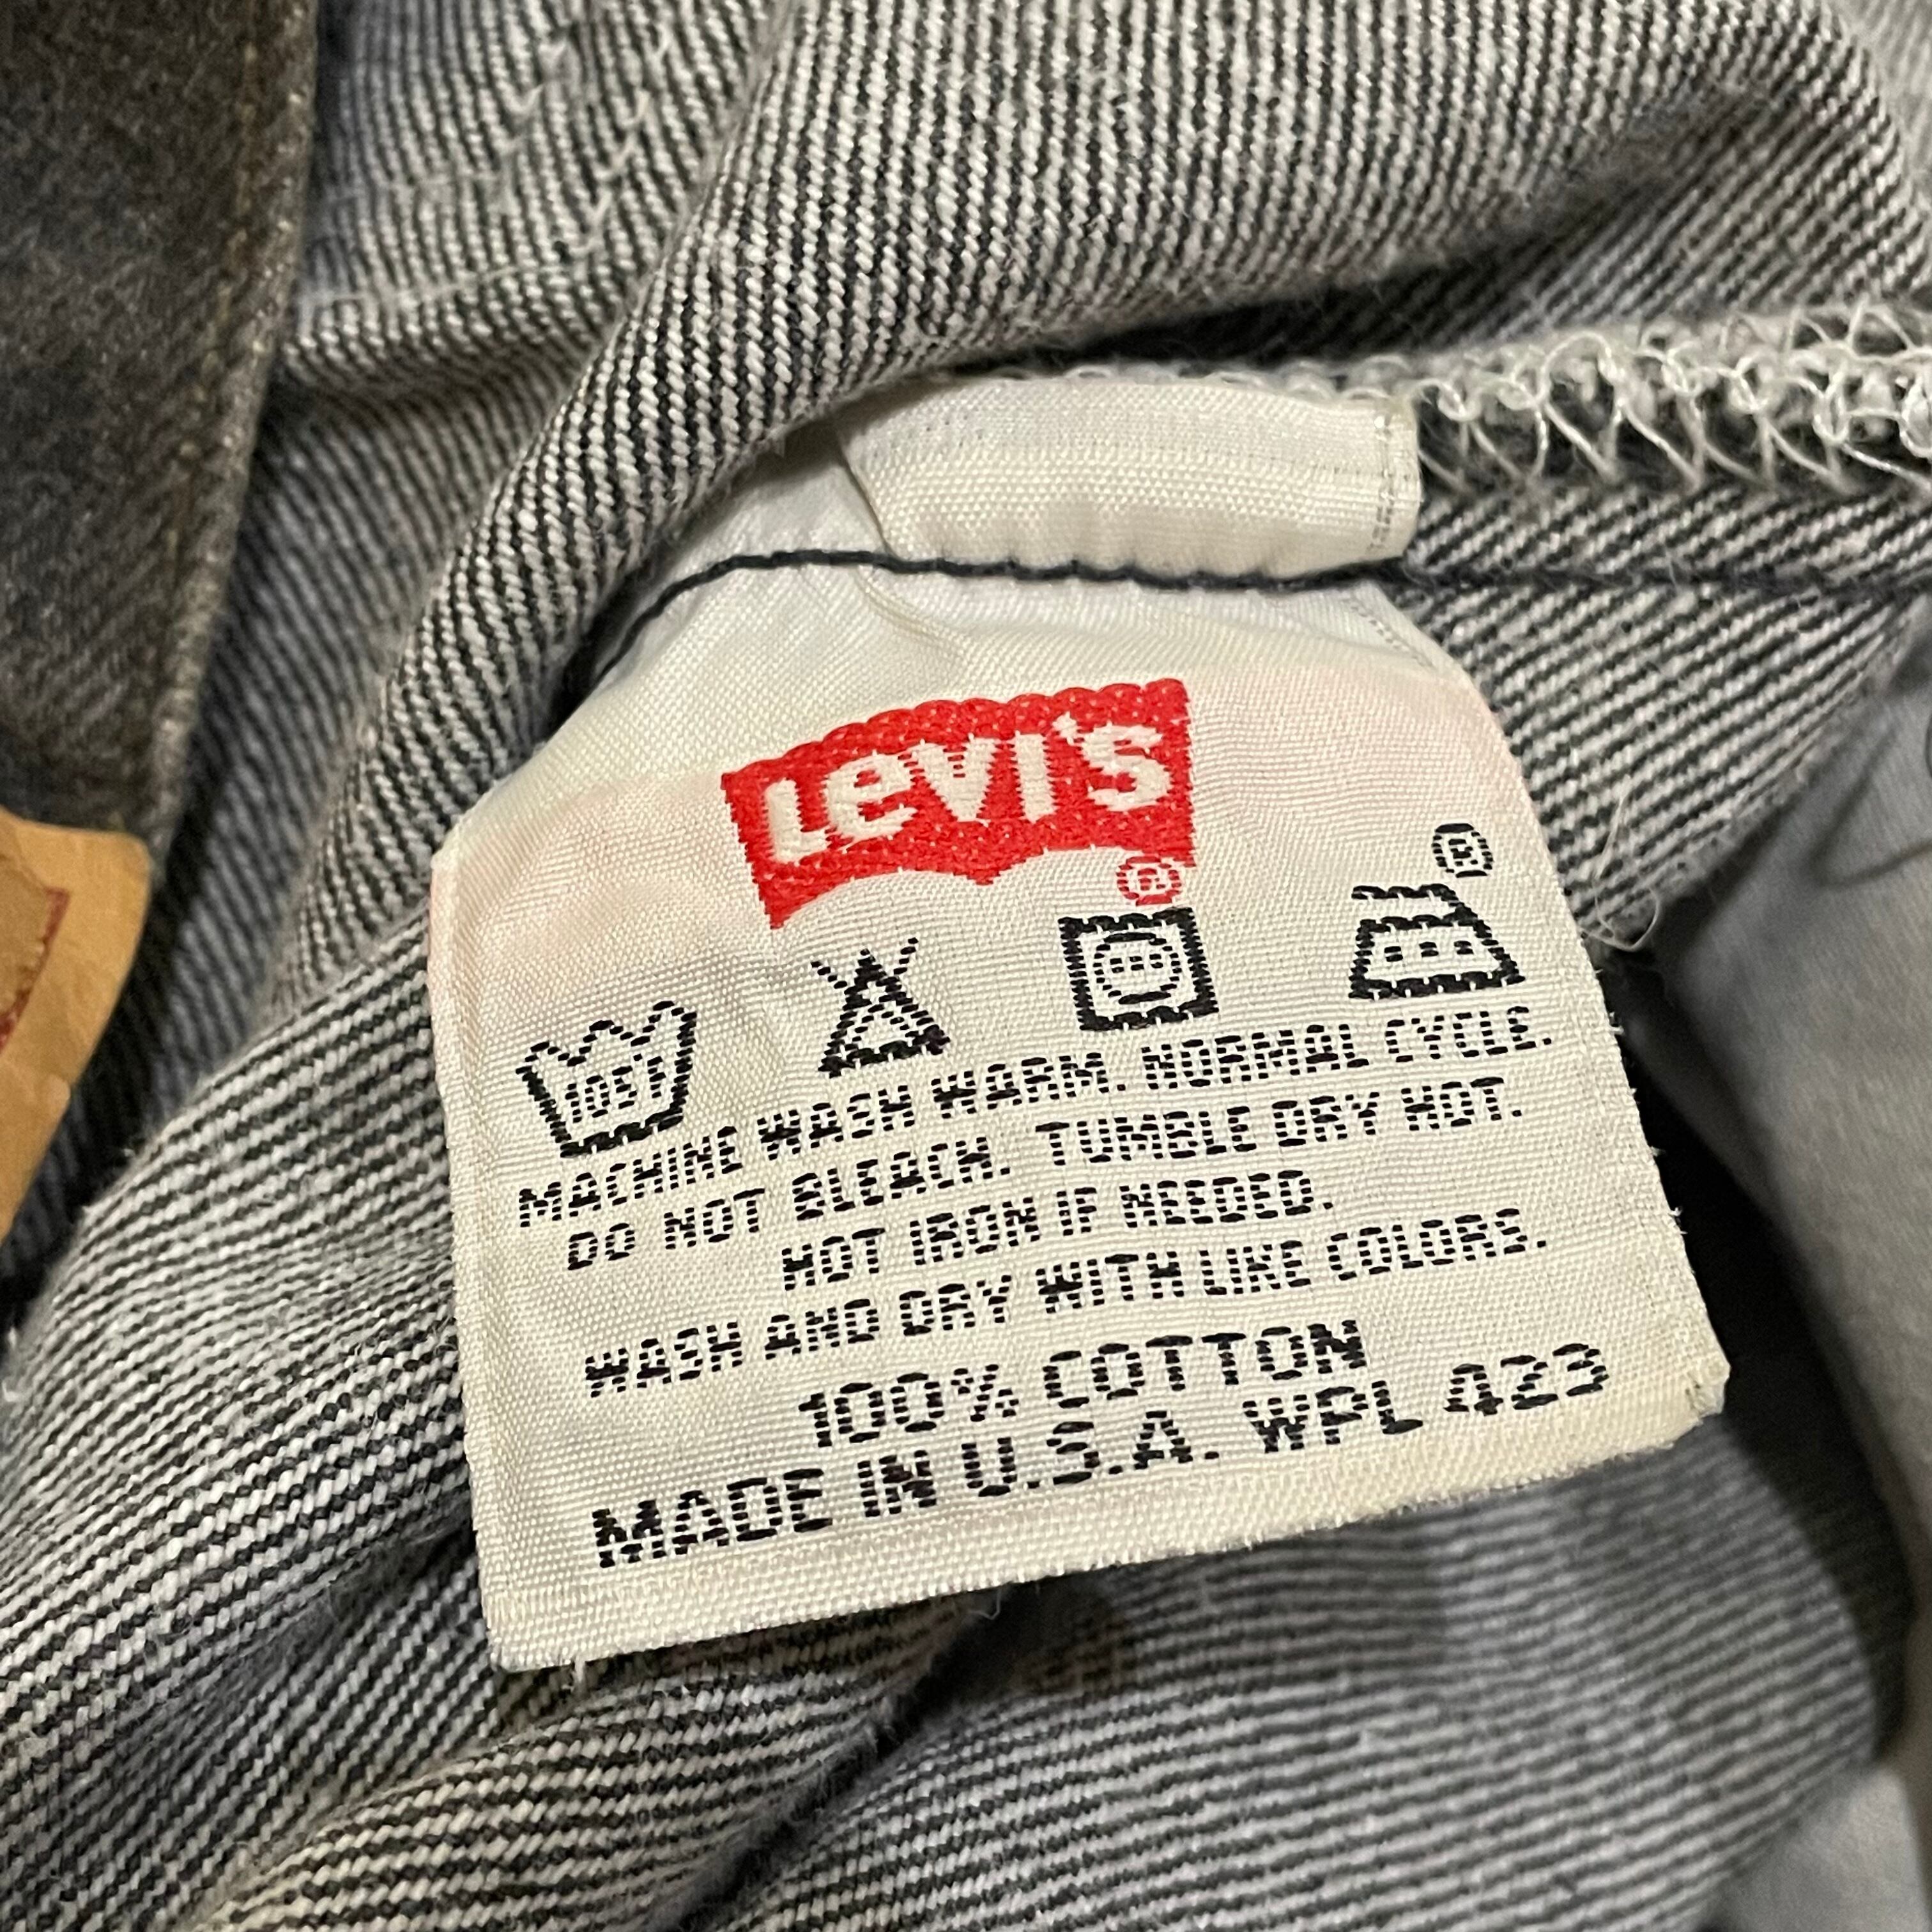 LEVI'S
®
®
105F
MACHINE WASH WARM. NORMAL CYCLE.
DO NOT BLEACH. TUMBLE DRY HOT.
HOT IRON IF NEEDED.
WASH AND DRY WITH LIKE COLORS.
100% COTTON
MADE IN U.S.A. WPL 423